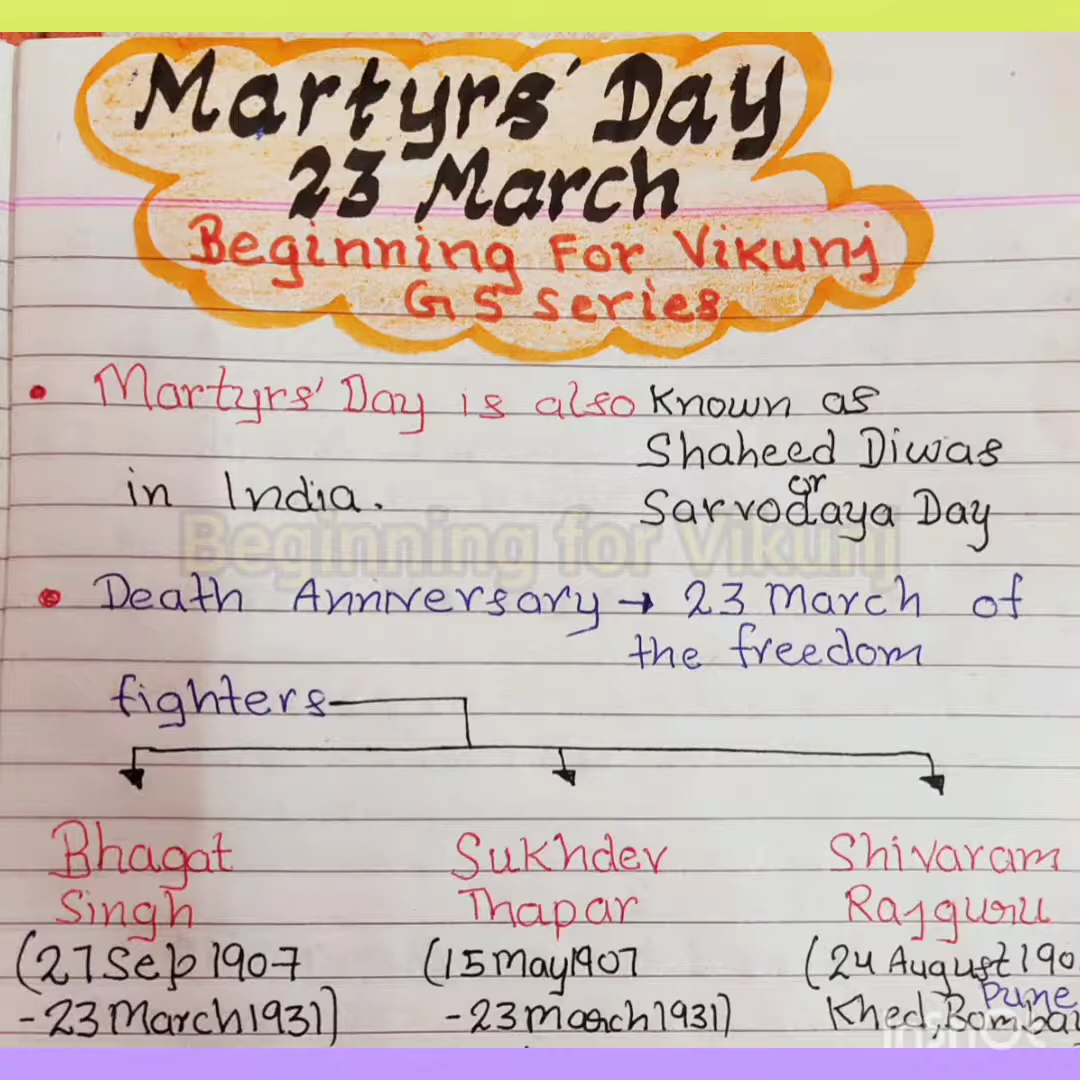 Martyrs' Day
23 March
Beginning For Vikunj
GS Series
• Martyrs' Day is also Known as
Shaheed Diwas
or
in India. Sarvodaya Day
Beginning for Vikunj
• Death Anniversary → 23 March of
the freedom
fighters
Bhagat Sukhdev Shivaram
Singh Thapar Rajguru
(27 Sep 1907 (15 May 1907 (24 August 190
- 23 March 1931) - 23 March 1931) Khed, Pune Bombay